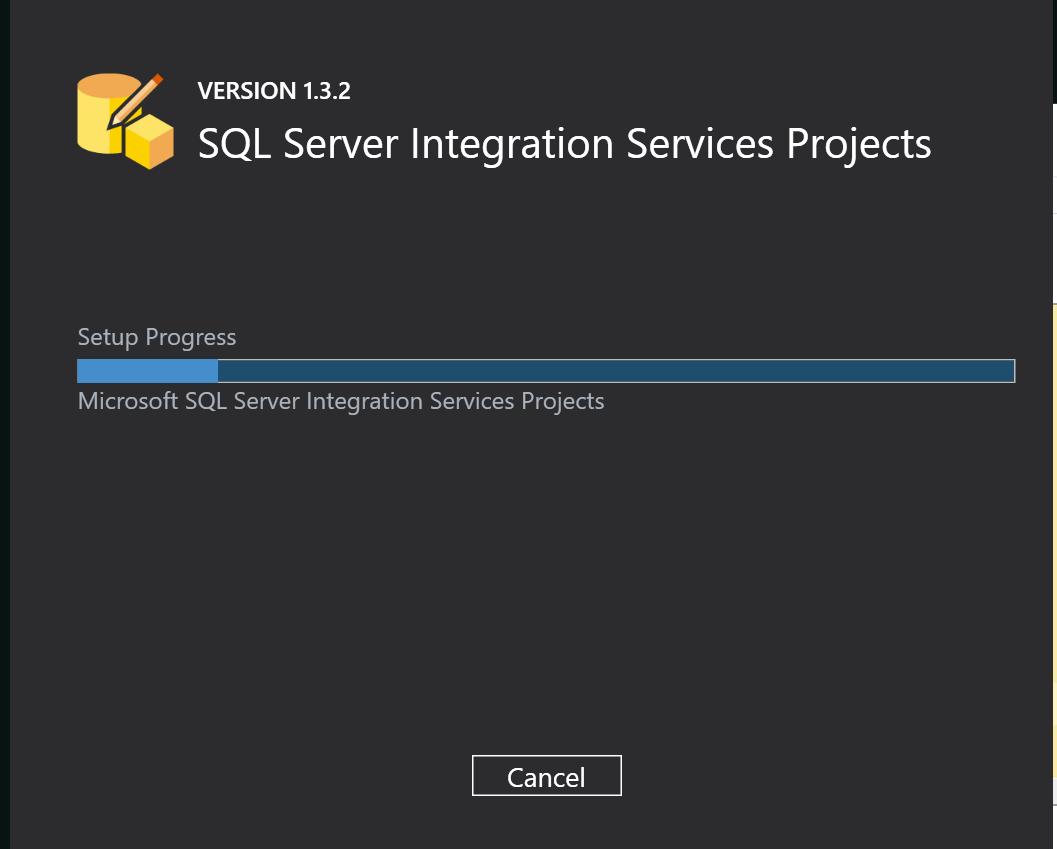 VERSION 1.3.2
SQL Server Integration Services Projects
Setup Progress
Microsoft SQL Server Integration Services Projects
Cancel